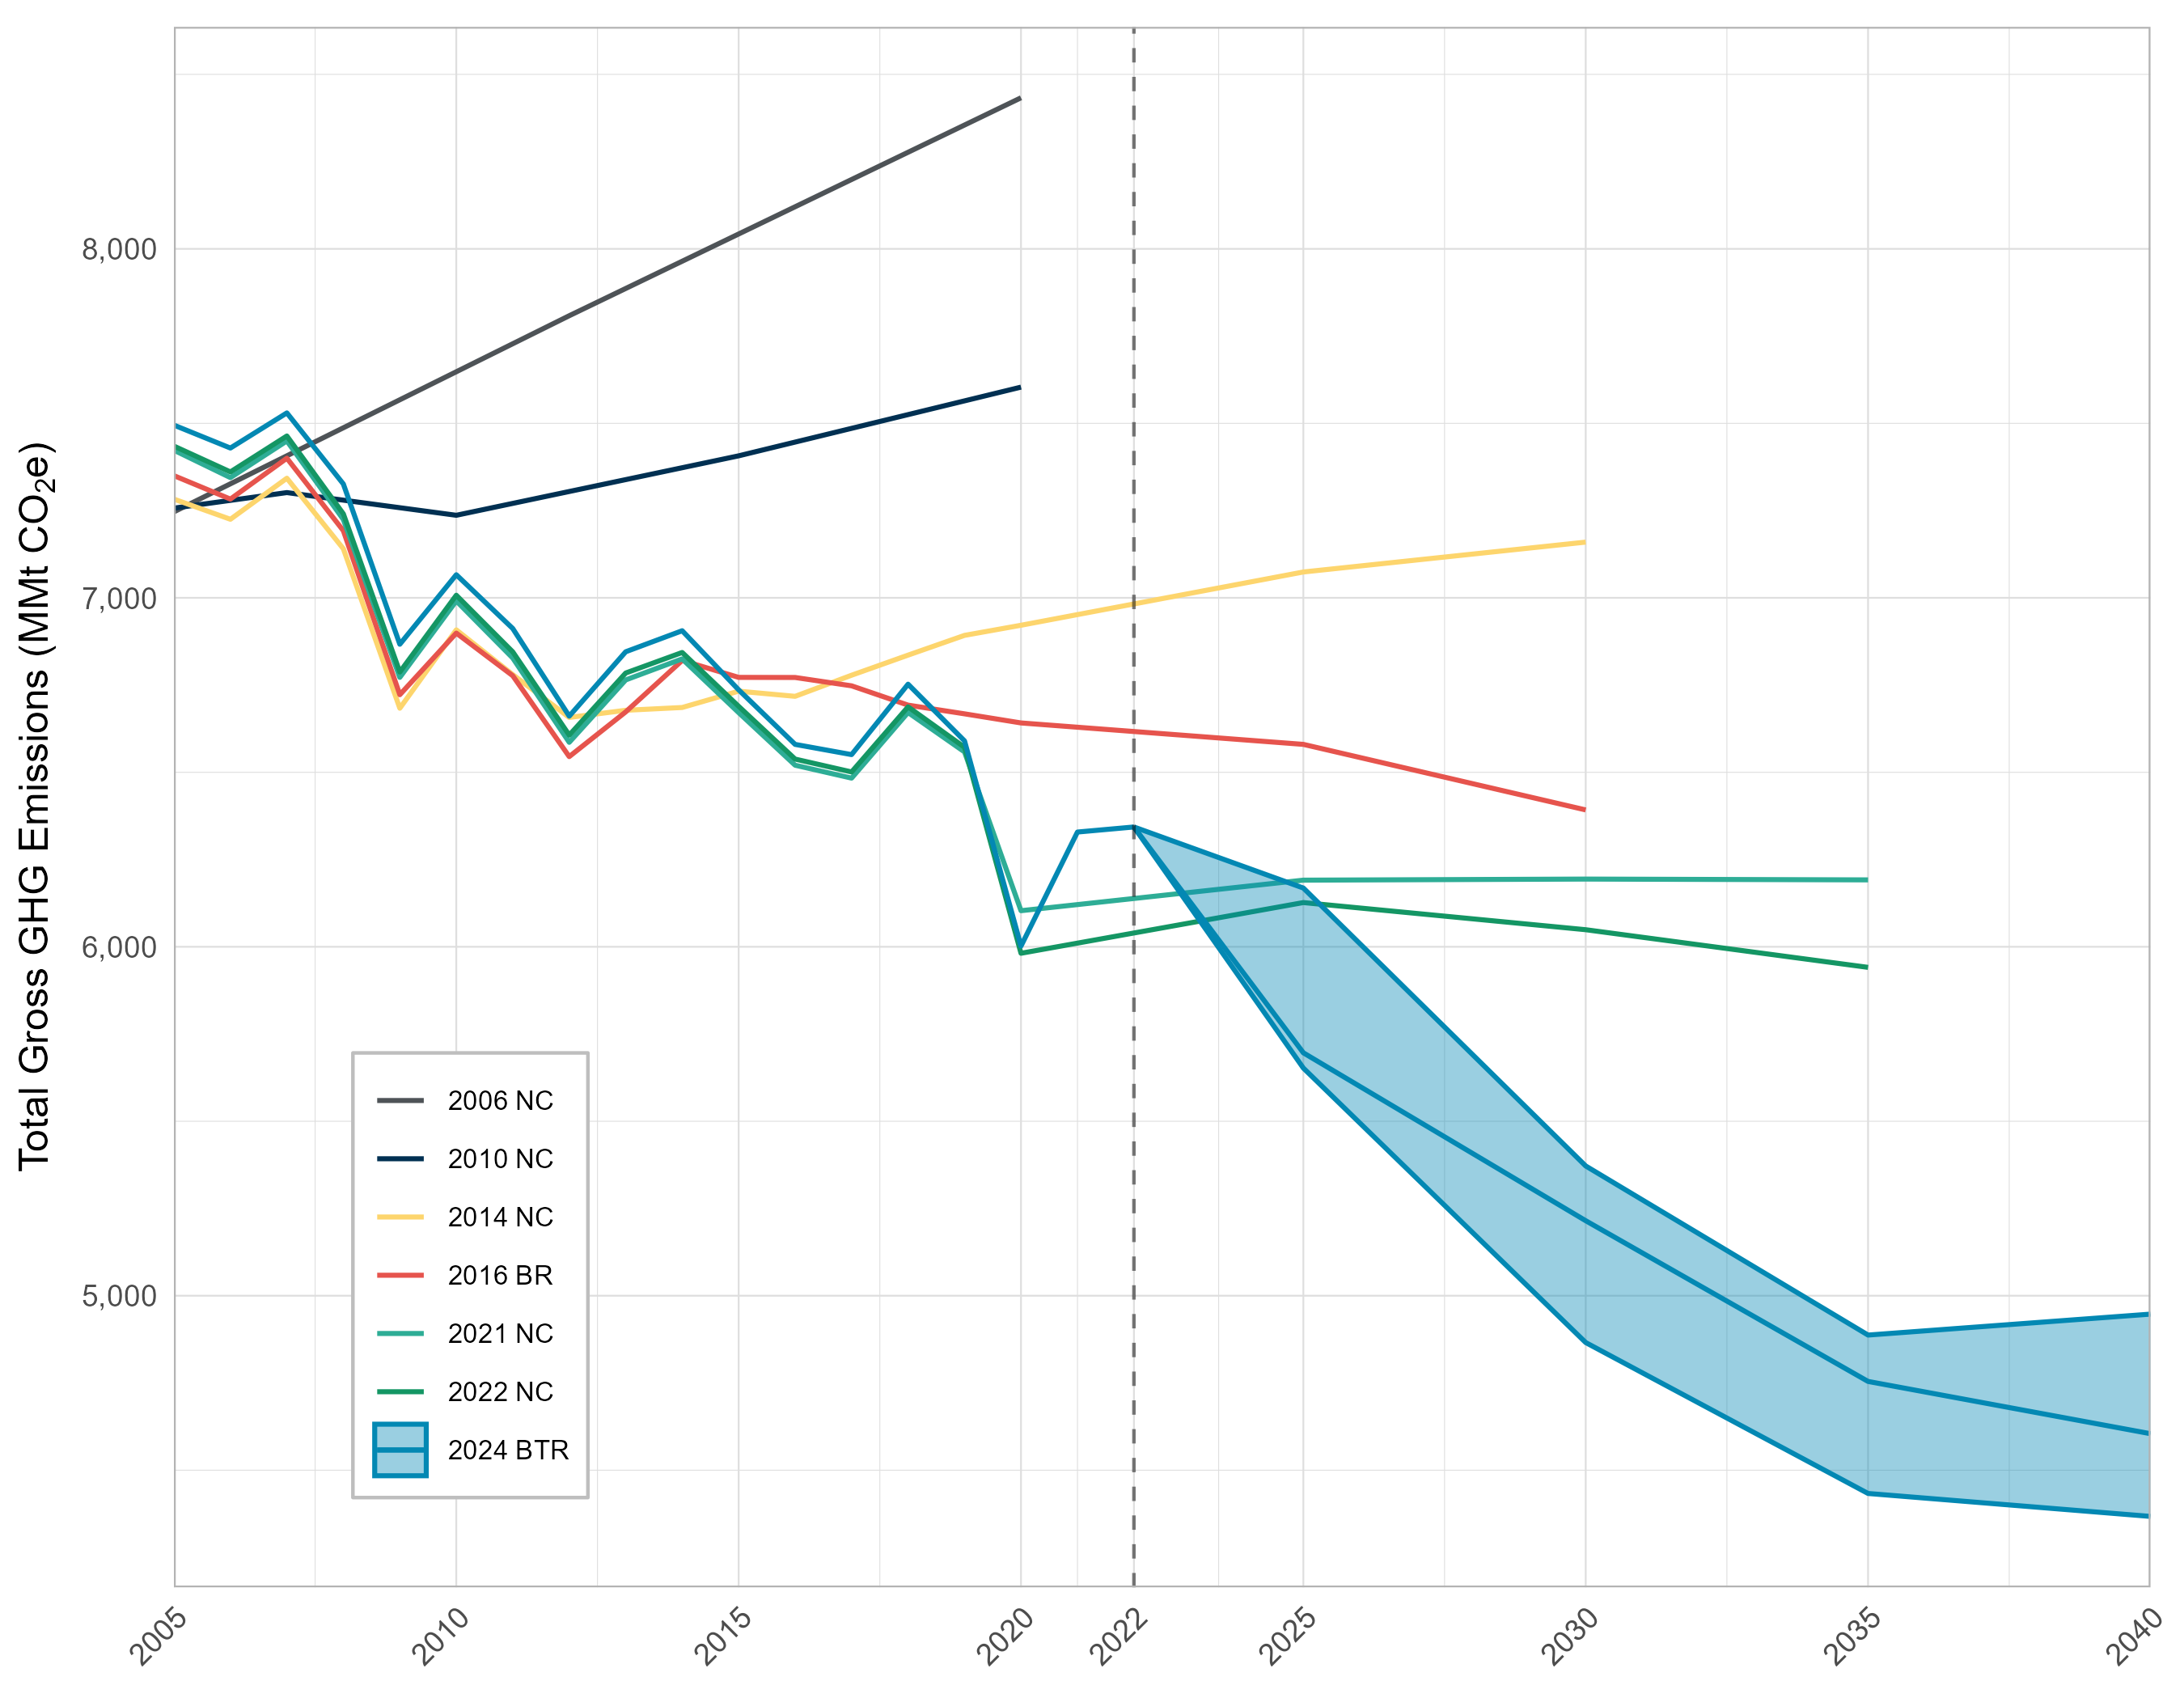 Total Gross GHG Emissions (MMt CO₂e)
8,000
7,000
6,000
5,000
2006 NC
2010 NC
2014 NC
2016 BR
2021 NC
2022 NC
2024 BTR
2005
2010
2015
2020
2022
2025
2030
2035
2040